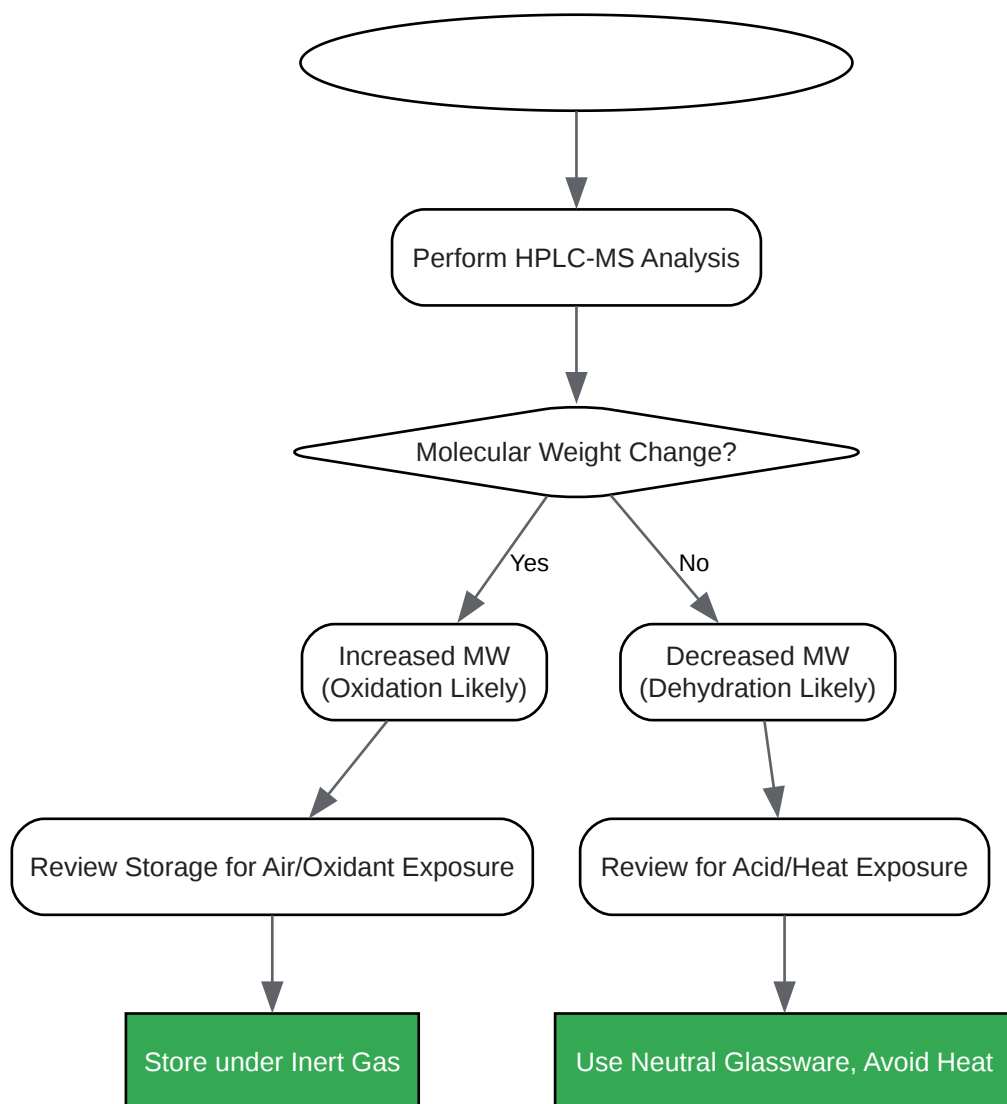 Perform HPLC-MS Analysis
Molecular Weight Change?
Yes
No
Increased MW
(Oxidation Likely)
Decreased MW
(Dehydration Likely)
Review Storage for Air/Oxidant Exposure
Review for Acid/Heat Exposure
Store under Inert Gas
Use Neutral Glassware, Avoid Heat